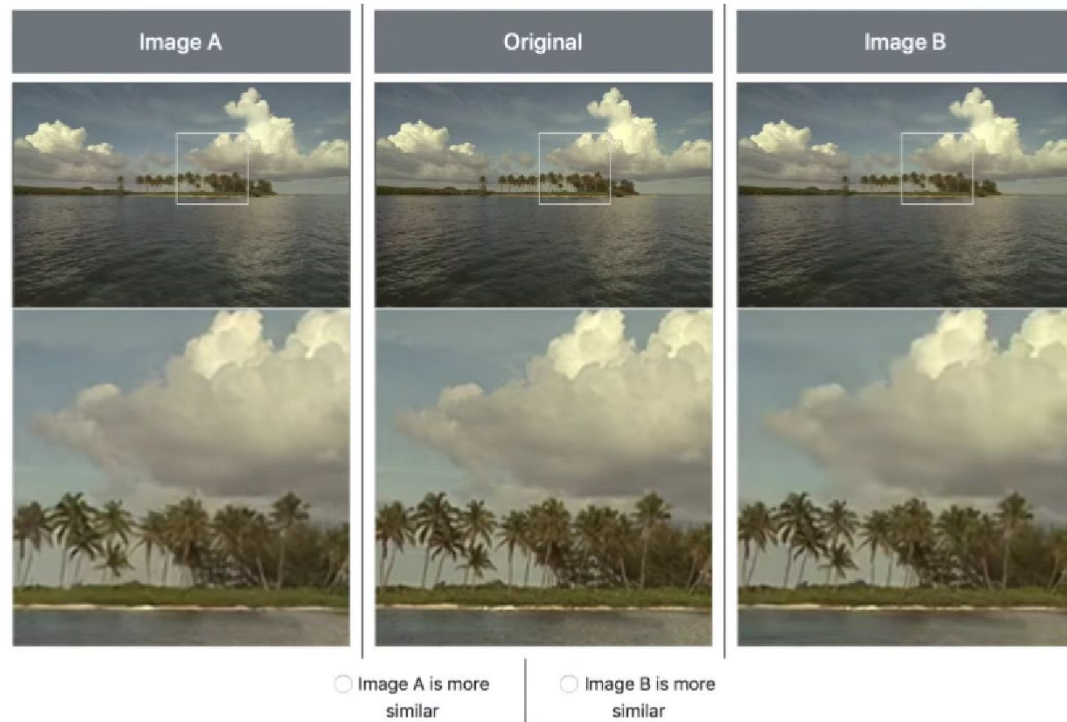 Image A
Original
Image B
Image A is more
similar
Image B is more
similar